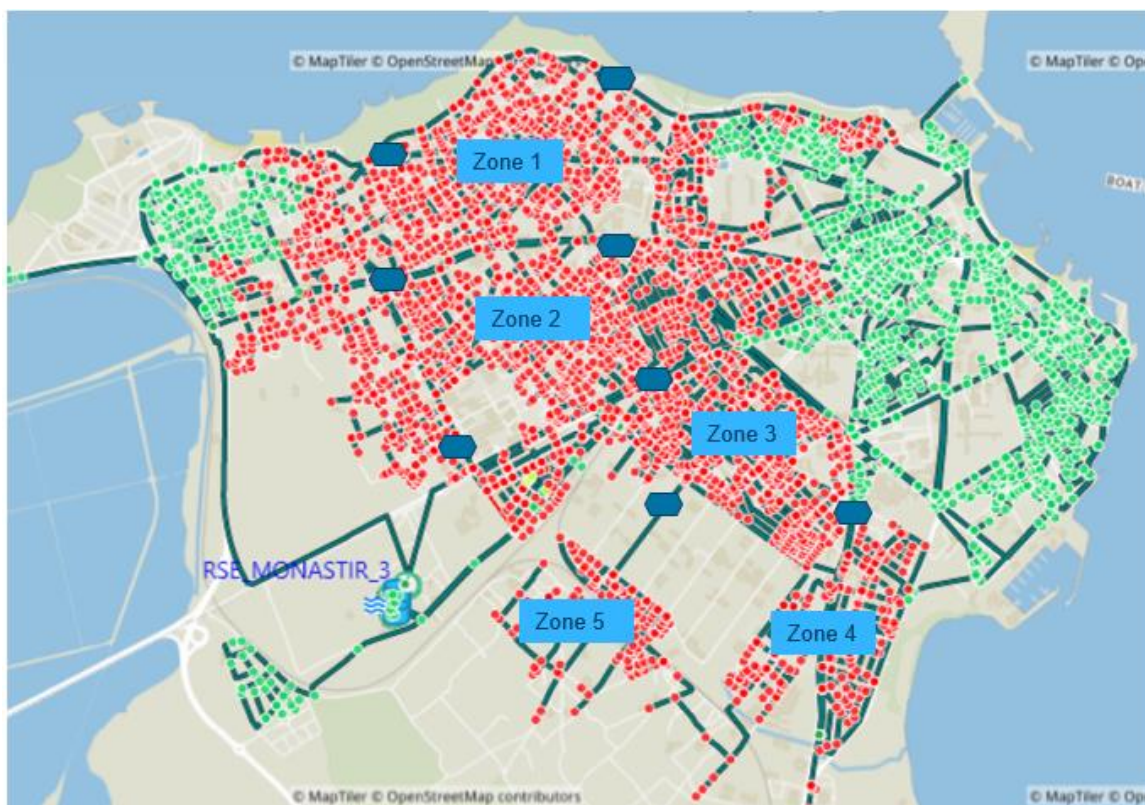 © MapTiler © OpenStreetMap
© MapTiler © O
Zone 1
BOAT
Zone 2
Zone 3
RSE_MONASTIR_3
Zone 5
Zone 4
© MapTiler © OpenStreetMap contributors
© MapTiler © Op